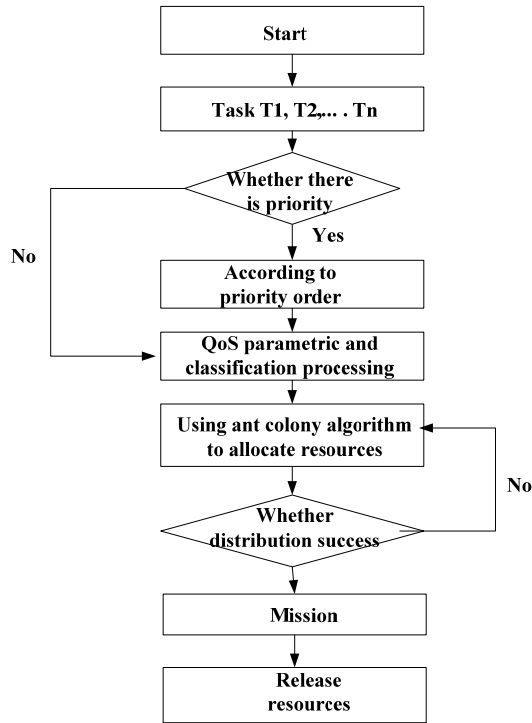 Start
Task T1, T2,... . Tn
Whether there
is priority
Yes
No
According to
priority order
QoS parametric and
classification processing
Using ant colony algorithm
to allocate resources
No
Whether
distribution success
Mission
Release
resources